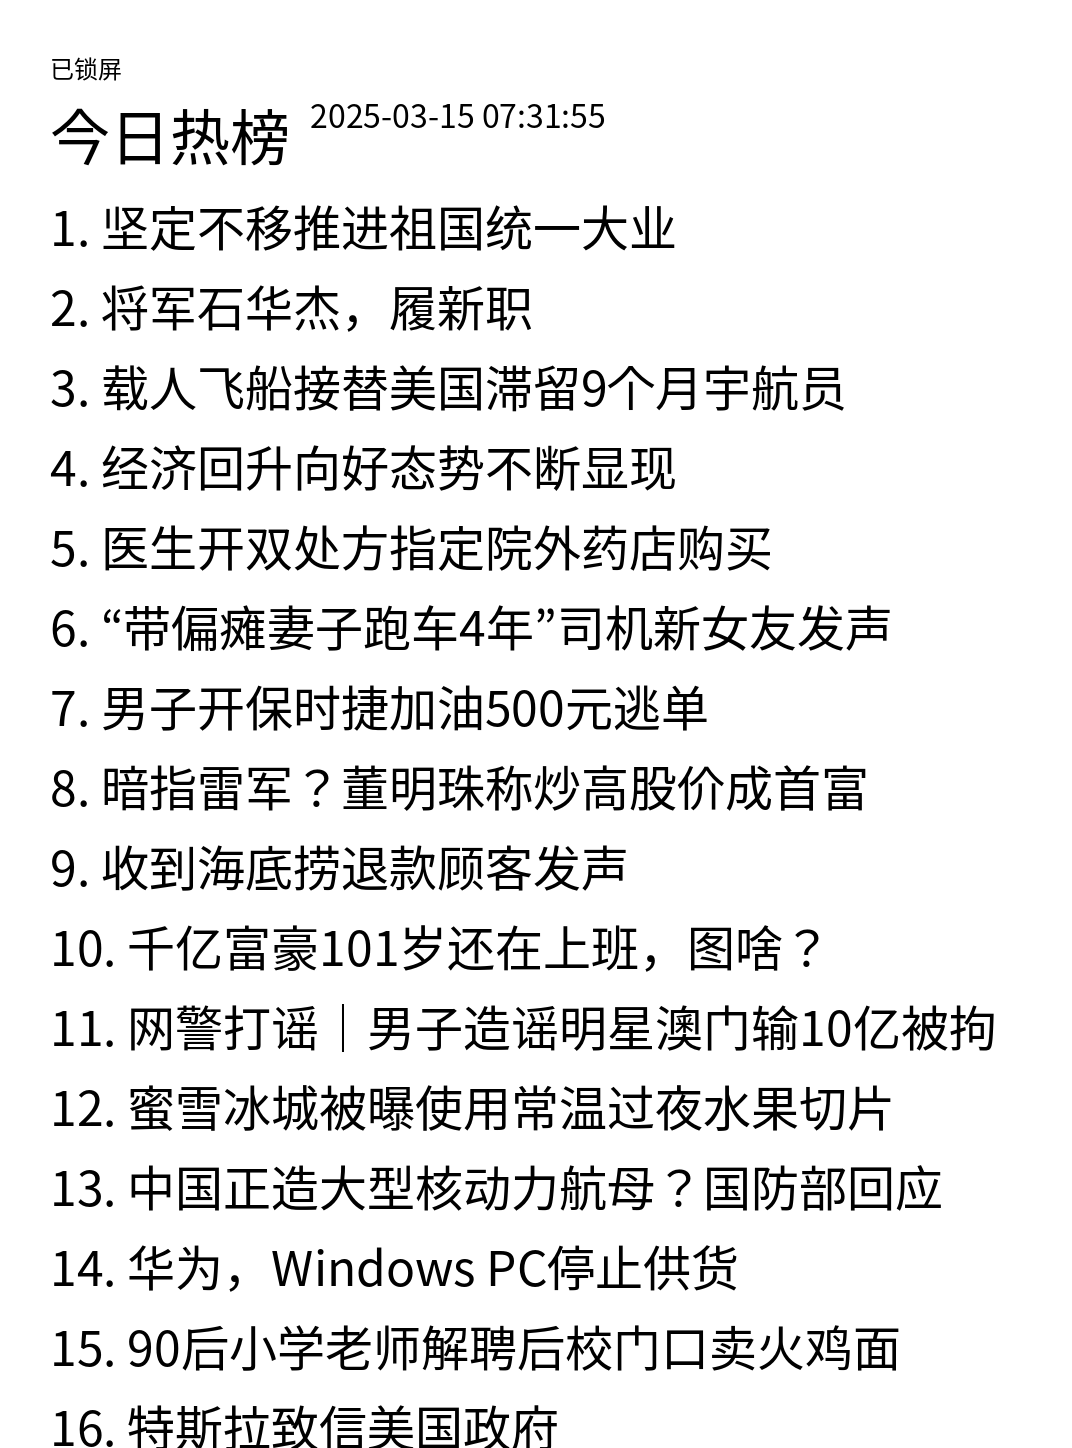 已锁屏
今日热榜 2025-03-15 07:31:55
1. 坚定不移推进祖国统一大业
2. 将军石华杰，履新职
3. 载人飞船接替美国滞留9个月宇航员
4. 经济回升向好态势不断显现
5. 医生开双处方指定院外药店购买
6. “带偏瘫妻子跑车4年”司机新女友发声
7. 男子开保时捷加油500元逃单
8. 暗指雷军？董明珠称炒高股价成首富
9. 收到海底捞退款顾客发声
10. 千亿富豪101岁还在上班，图啥？
11. 网警打谣｜男子造谣明星澳门输10亿被拘
12. 蜜雪冰城被曝使用常温过夜水果切片
13. 中国正造大型核动力航母？国防部回应
14. 华为，Windows PC停止供货
15. 90后小学老师解聘后校门口卖火鸡面
16. 特斯拉致信美国政府